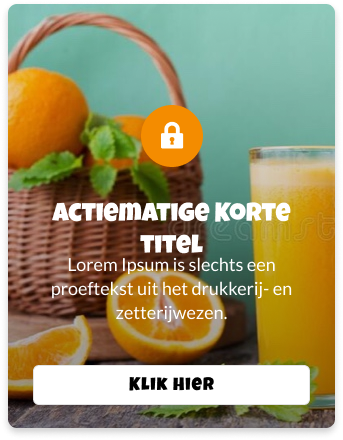 Actiematige Korte
titel
Lorem Ipsum is slechts een
proeftekst uit het drukkerij- en
zetterijwezen.
Klik hier